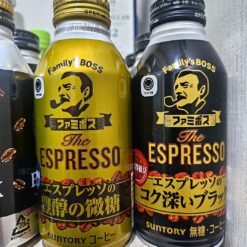 Family's BOSS
ファミボス
The
ESPRESSO
エスプレッソの
豊醇の微糖
SUNTORY コーヒー
Family's BOSS
ファミボス
The
ESPRESSO
エスプレッソの
コク深いブラック
SUNTORY 無糖・コーヒー